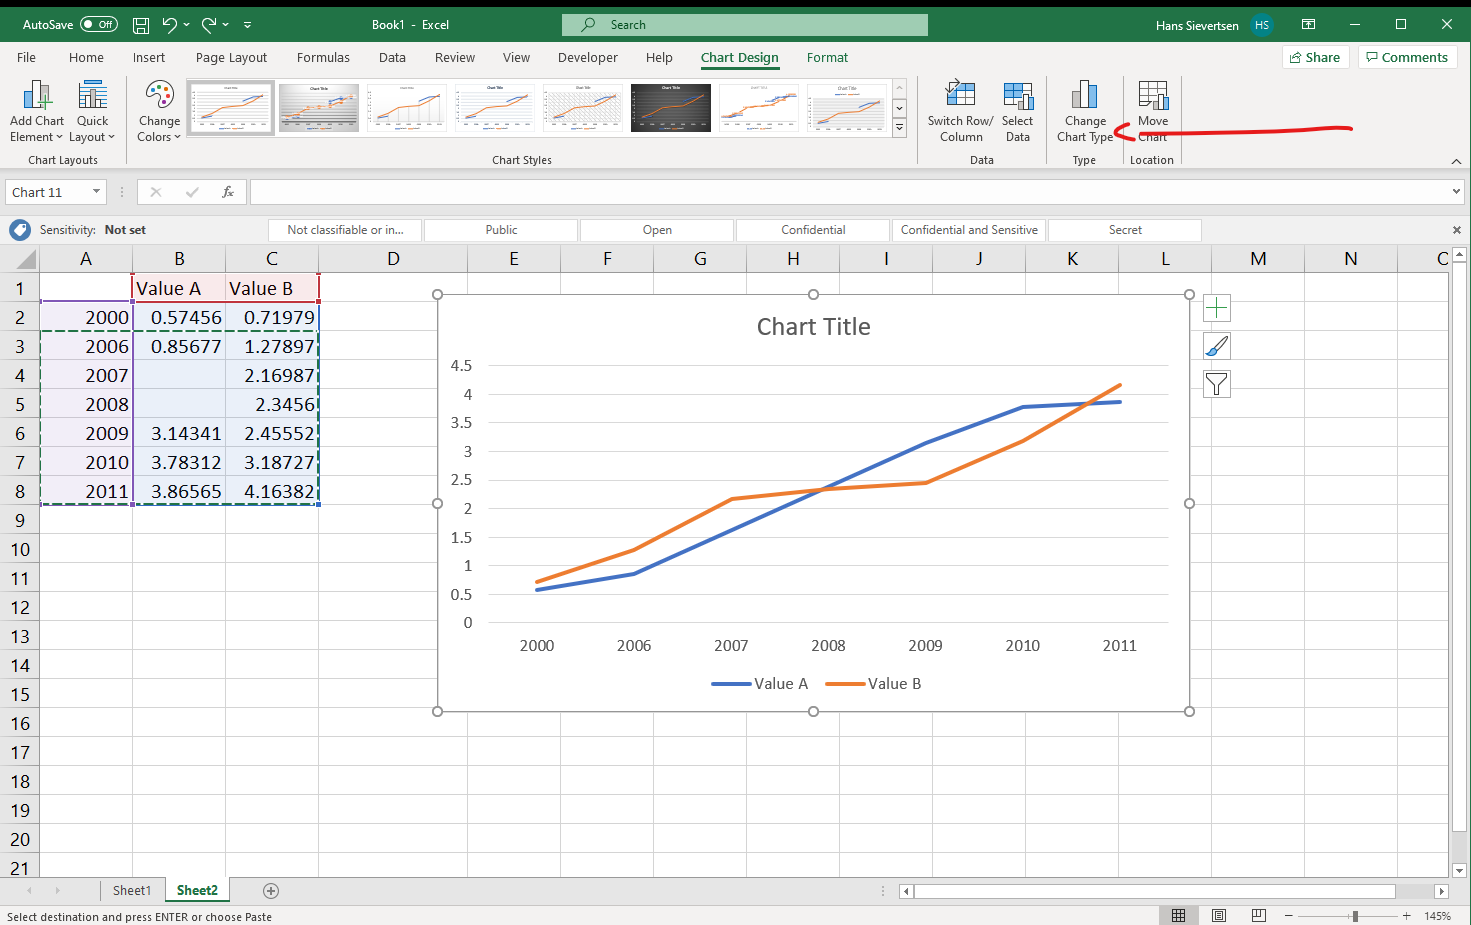 AutoSave Off Book1 - Excel Search Hans Sievertsen HS
File Home Insert Page Layout Formulas Data Review View Developer Help Chart Design Format Share Comments
Add Chart Element Quick Layout Change Colors Switch Row/ Column Select Data Change Chart Type Move Chart
Chart Layouts Chart Styles Data Type Location
Chart 11 fx
Sensitivity: Not set Not classifiable or in... Public Open Confidential Confidential and Sensitive Secret
A B C D E F G H I J K L M N
1 Value A Value B
2 2000 0.57456 0.71979
3 2006 0.85677 1.27897
4 2007 2.16987
5 2008 2.3456
6 2009 3.14341 2.45552
7 2010 3.78312 3.18727
8 2011 3.86565 4.16382
9
10
11
12
13
14
15
16
17
18
19
20
21
Chart Title
4.5
4
3.5
3
2.5
2
1.5
1
0.5
0
2000 2006 2007 2008 2009 2010 2011
Value A Value B
Sheet1 Sheet2
Select destination and press ENTER or choose Paste 145%